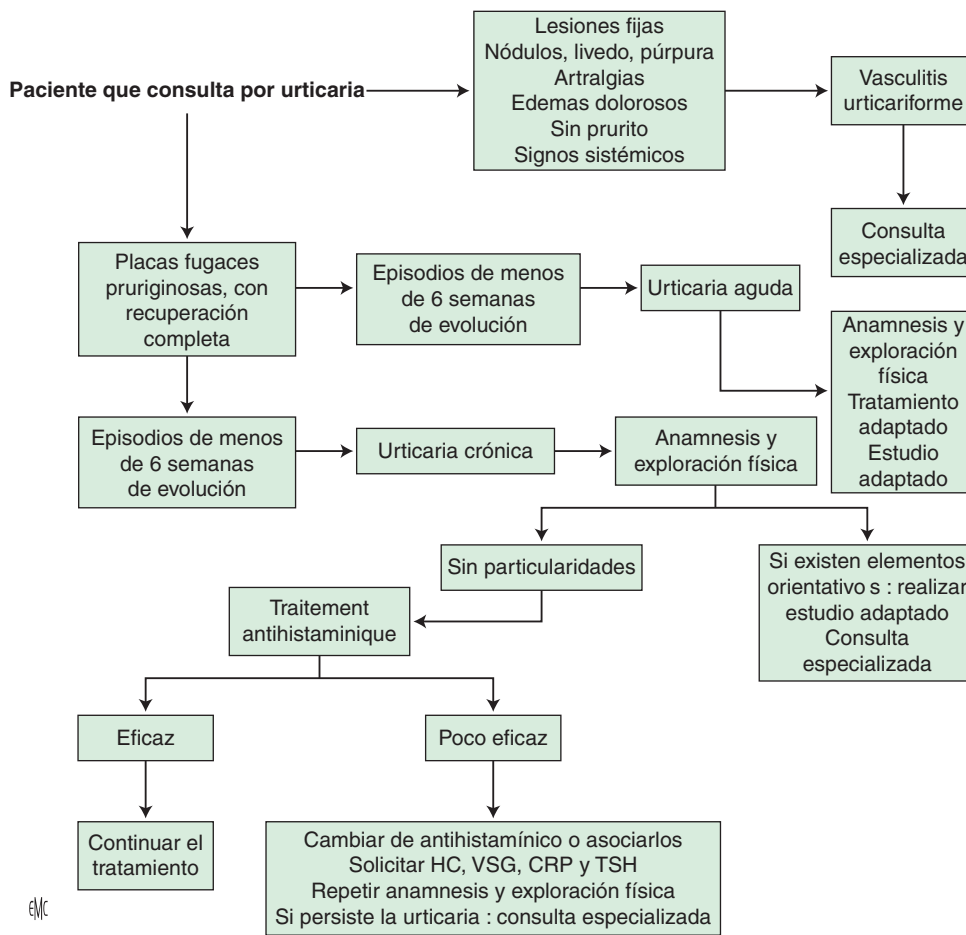 Paciente que consulta por urticaria
Lesiones fijas
Nódulos, livedo, púrpura
Artralgias
Edemas dolorosos
Sin prurito
Signos sistémicos
Vasculitis
urticariforme
Consulta
especializada
Placas fugaces
pruriginosas, con
recuperación
completa
Episodios de menos
de 6 semanas
de evolución
Urticaria aguda
Anamnesis y
exploración
física
Tratamiento
adaptado
Estudio
adaptado
Episodios de menos
de 6 semanas
de evolución
Urticaria crónica
Anamnesis y
exploración física
Sin particularidades
Si existen elementos
orientativo s : realizar
estudio adaptado
Consulta
especializada
Traitement
antihistaminique
Eficaz
Poco eficaz
Continuar el
tratamiento
Cambiar de antihistamínico o asociarlos
Solicitar HC, VSG, CRP y TSH
Repetir anamnesis y exploración física
Si persiste la urticaria : consulta especializada
EMC